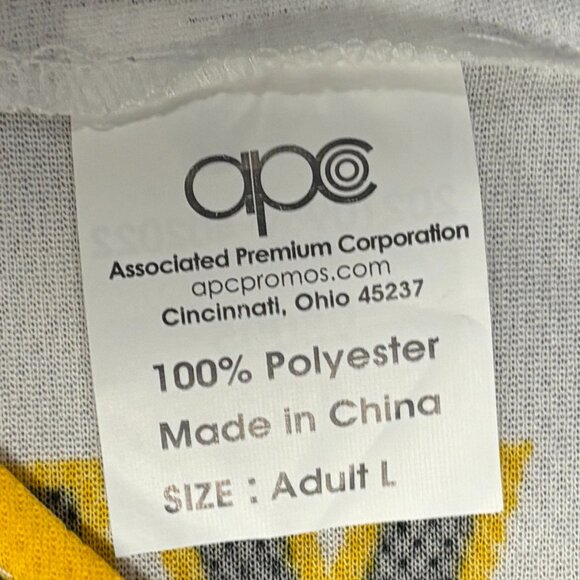 apc
Associated Premium Corporation
apcpromos.com
Cincinnati, Ohio 45237
100% Polyester
Made in China
SIZE : Adult L